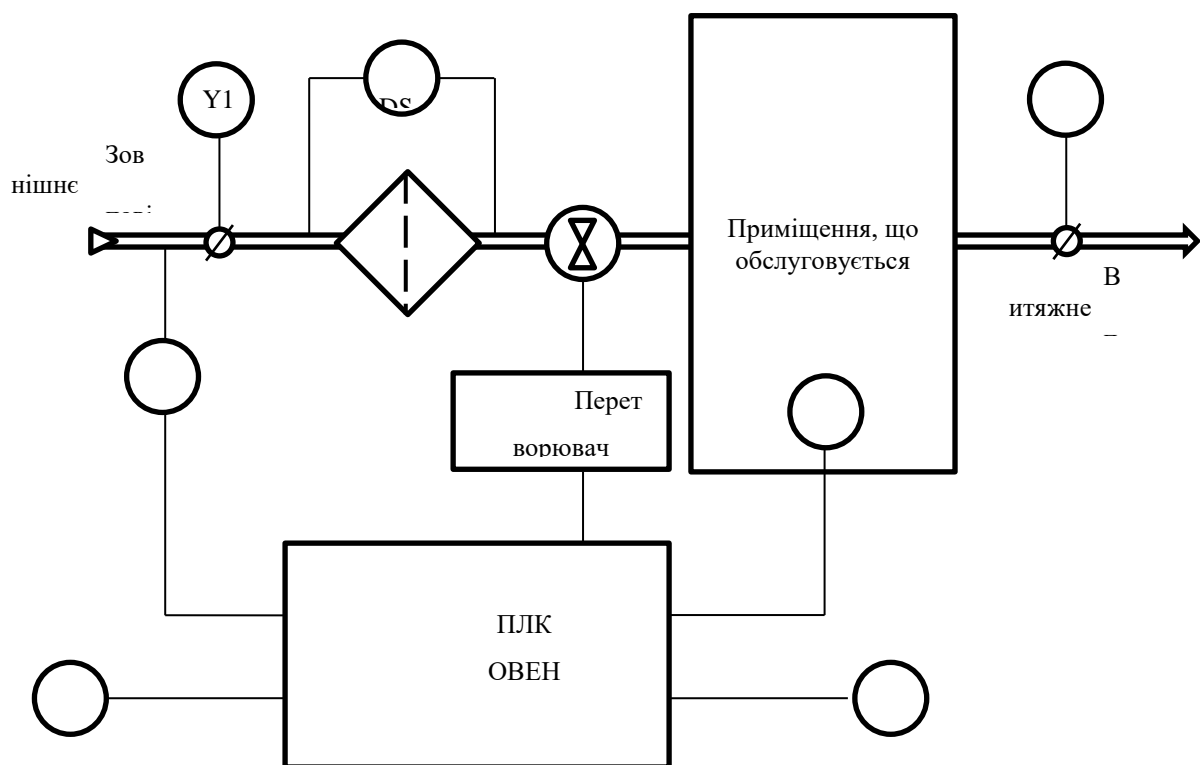 Y1
DS
Зов
нішнє
Приміщення, що
обслуговується
В
итяжне
Перет
ворювач
ПЛК
ОВЕН